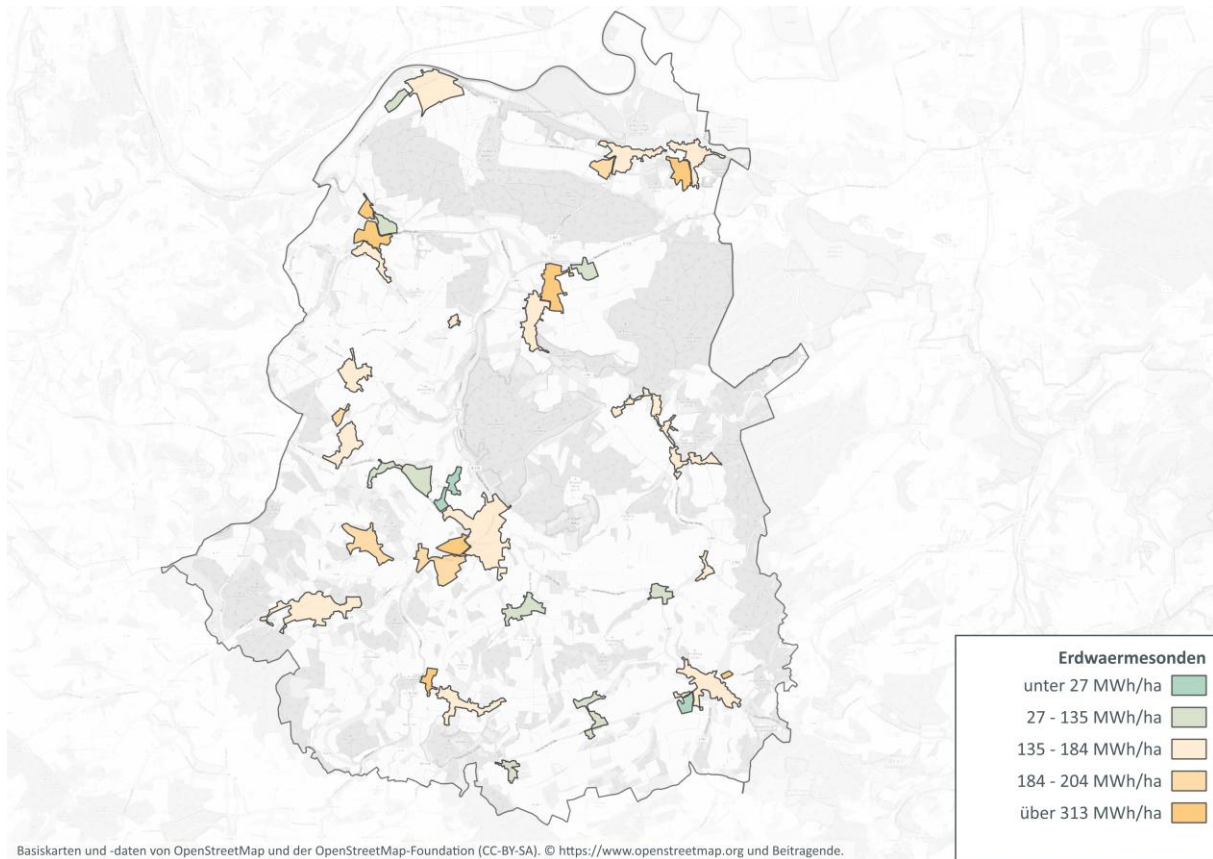 Erdwaermesonden
unter 27 MWh/ha
27 - 135 MWh/ha
135 - 184 MWh/ha
184 - 204 MWh/ha
über 313 MWh/ha
Basiskarten und -daten von OpenStreetMap und der OpenStreetMap-Foundation (CC-BY-SA). © https://www.openstreetmap.org und Beitragende.